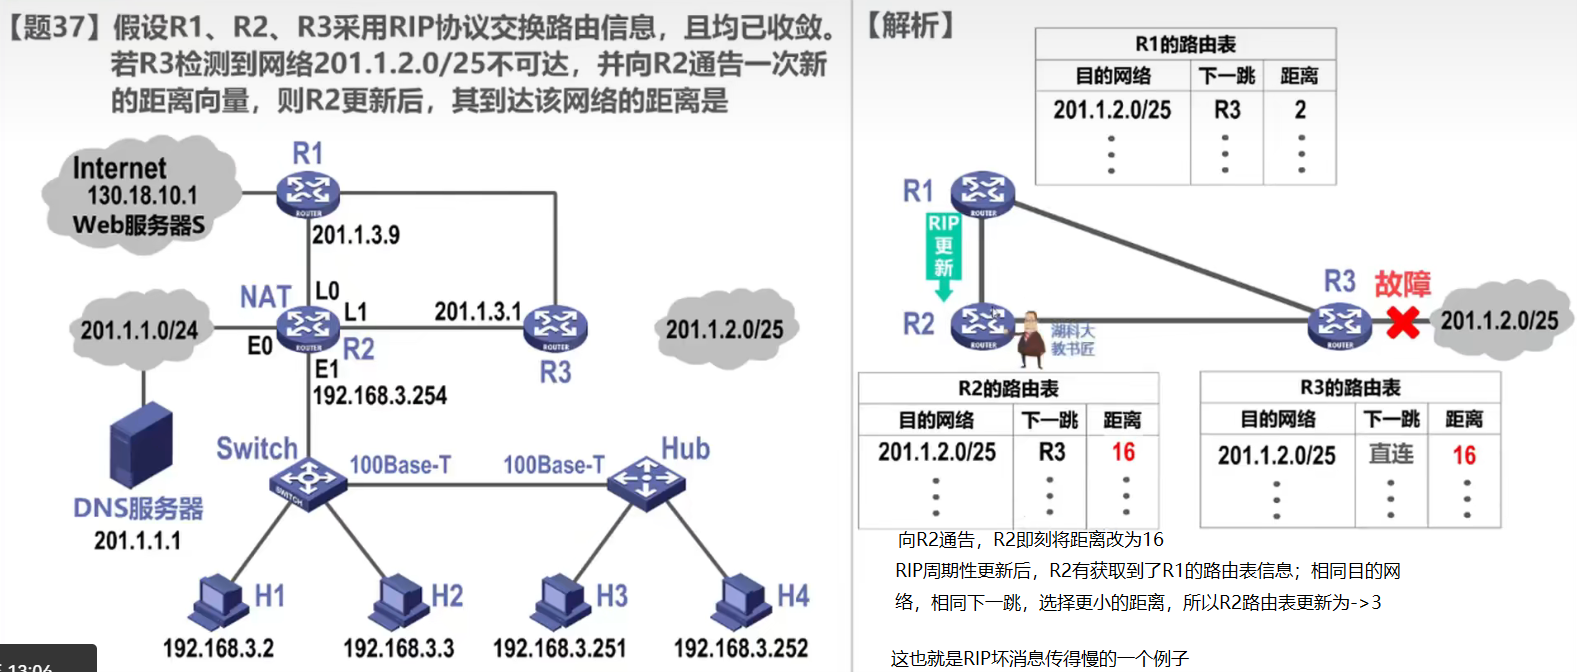 【题37】假设R1、R2、R3采用RIP协议交换路由信息，且均已收敛。
若R3检测到网络201.1.2.0/25不可达，并向R2通告一次新
的距离向量，则R2更新后，其到达该网络的距离是
Internet
130.18.10.1
Web服务器S
R1
ROUTER
201.1.3.9
NAT
L0
L1
201.1.3.1
201.1.1.0/24
E0
ROUTER
R2
ROUTER
R3
201.1.2.0/25
E1
192.168.3.254
Switch
100Base-T
100Base-T
Hub
SWITCH
DNS服务器
201.1.1.1
H1
H2
H3
H4
192.168.3.2
192.168.3.3
192.168.3.251
192.168.3.252
13:06
【解析】
R1的路由表
目的网络 下一跳 距离
201.1.2.0/25 R3 2
R1
ROUTER
RIP
更
新
R2
ROUTER
湖科大
教书匠
R3
ROUTER
故障
201.1.2.0/25
R2的路由表
目的网络 下一跳 距离
201.1.2.0/25 R3 16
R3的路由表
目的网络 下一跳 距离
201.1.2.0/25 直连 16
向R2通告，R2即刻将距离改为16
RIP周期性更新后，R2有获取到了R1的路由表信息；相同目的网
络，相同下一跳，选择更小的距离，所以R2路由表更新为->3
这也就是RIP坏消息传得慢的一个例子